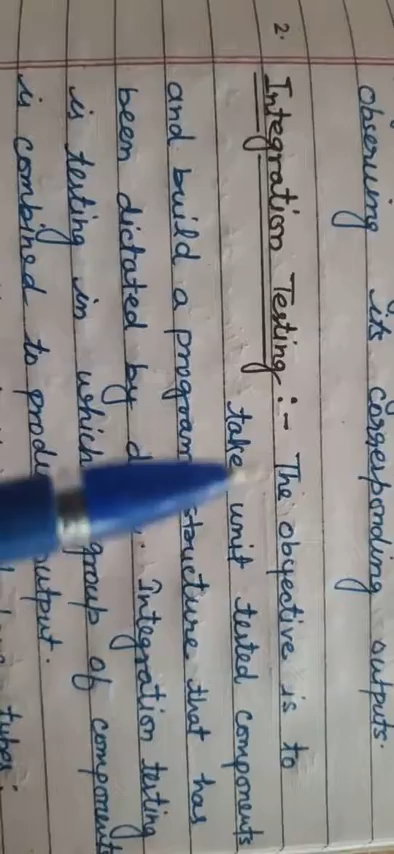 observing its corresponding outputs.
2. Integration Testing :- The obyective is to
take unit tested components
and build a program structure that has
been dictated by Integration testing
is testing in which group of components
is combined to output.